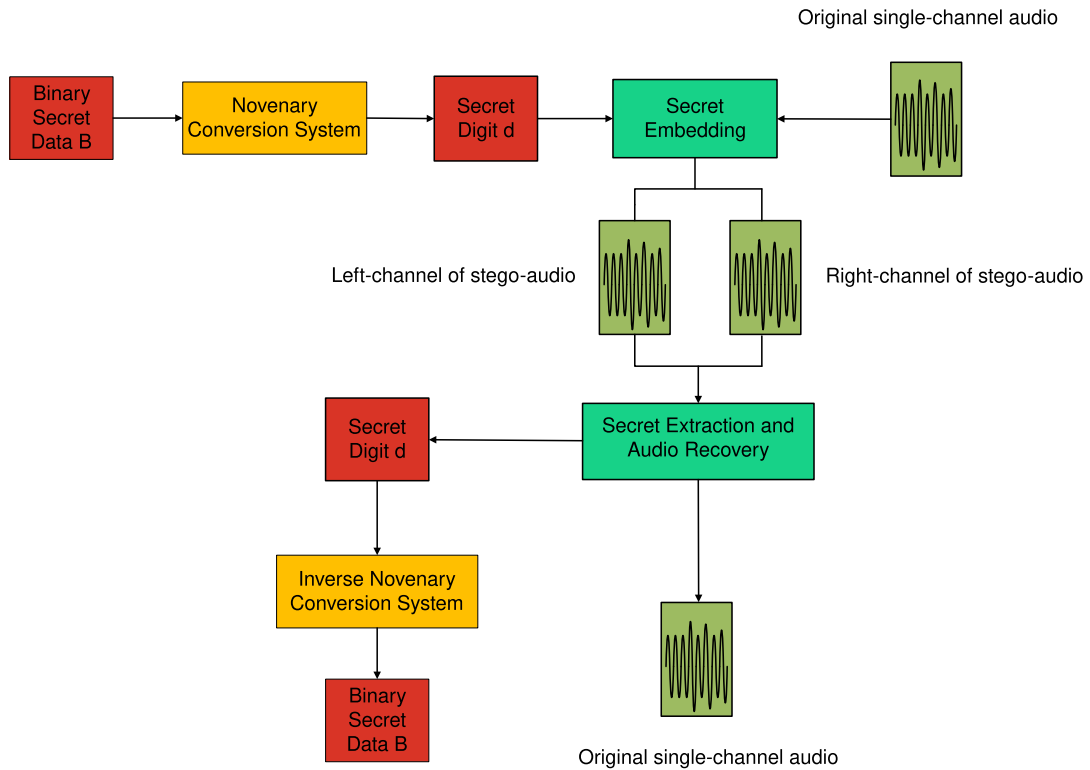 Original single-channel audio
Binary
Secret
Data B
Novenary
Conversion System
Secret
Digit d
Secret
Embedding
Left-channel of stego-audio
Right-channel of stego-audio
Secret Extraction and
Audio Recovery
Secret
Digit d
Inverse Novenary
Conversion System
Binary
Secret
Data B
Original single-channel audio